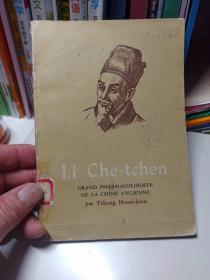 Li Che-tchen
GRAND PHARMACOLOGISTE
DE LA CHINE ANCIENNE
par Tchang Houei-kien